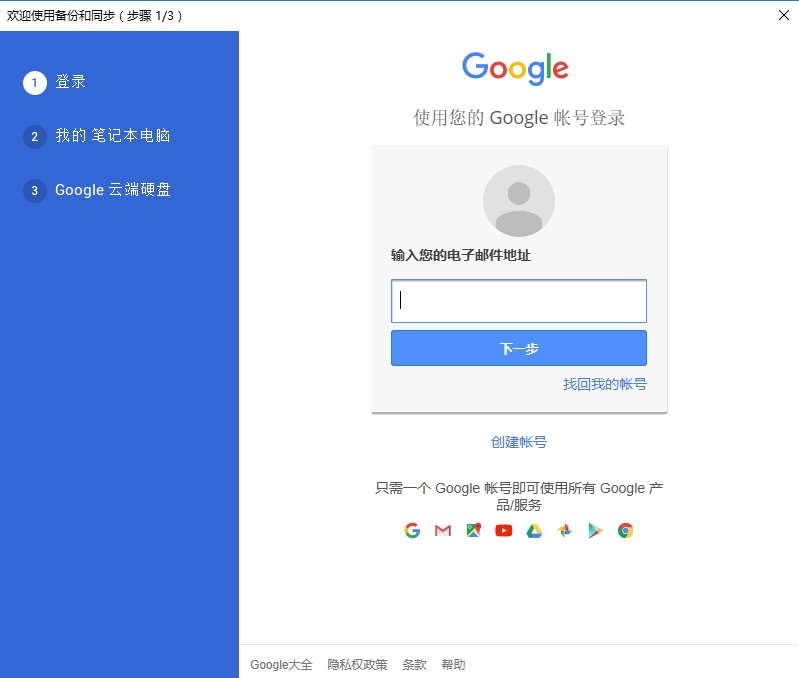 欢迎使用备份和同步 ( 步骤 1/3 )
1 登录
2 我的 笔记本电脑
3 Google 云端硬盘
Google
使用您的 Google 帐号登录
输入您的电子邮件地址
下一步
找回我的帐号
创建帐号
只需一个 Google 帐号即可使用所有 Google 产
品/服务
Google大全 隐私权政策 条款 帮助